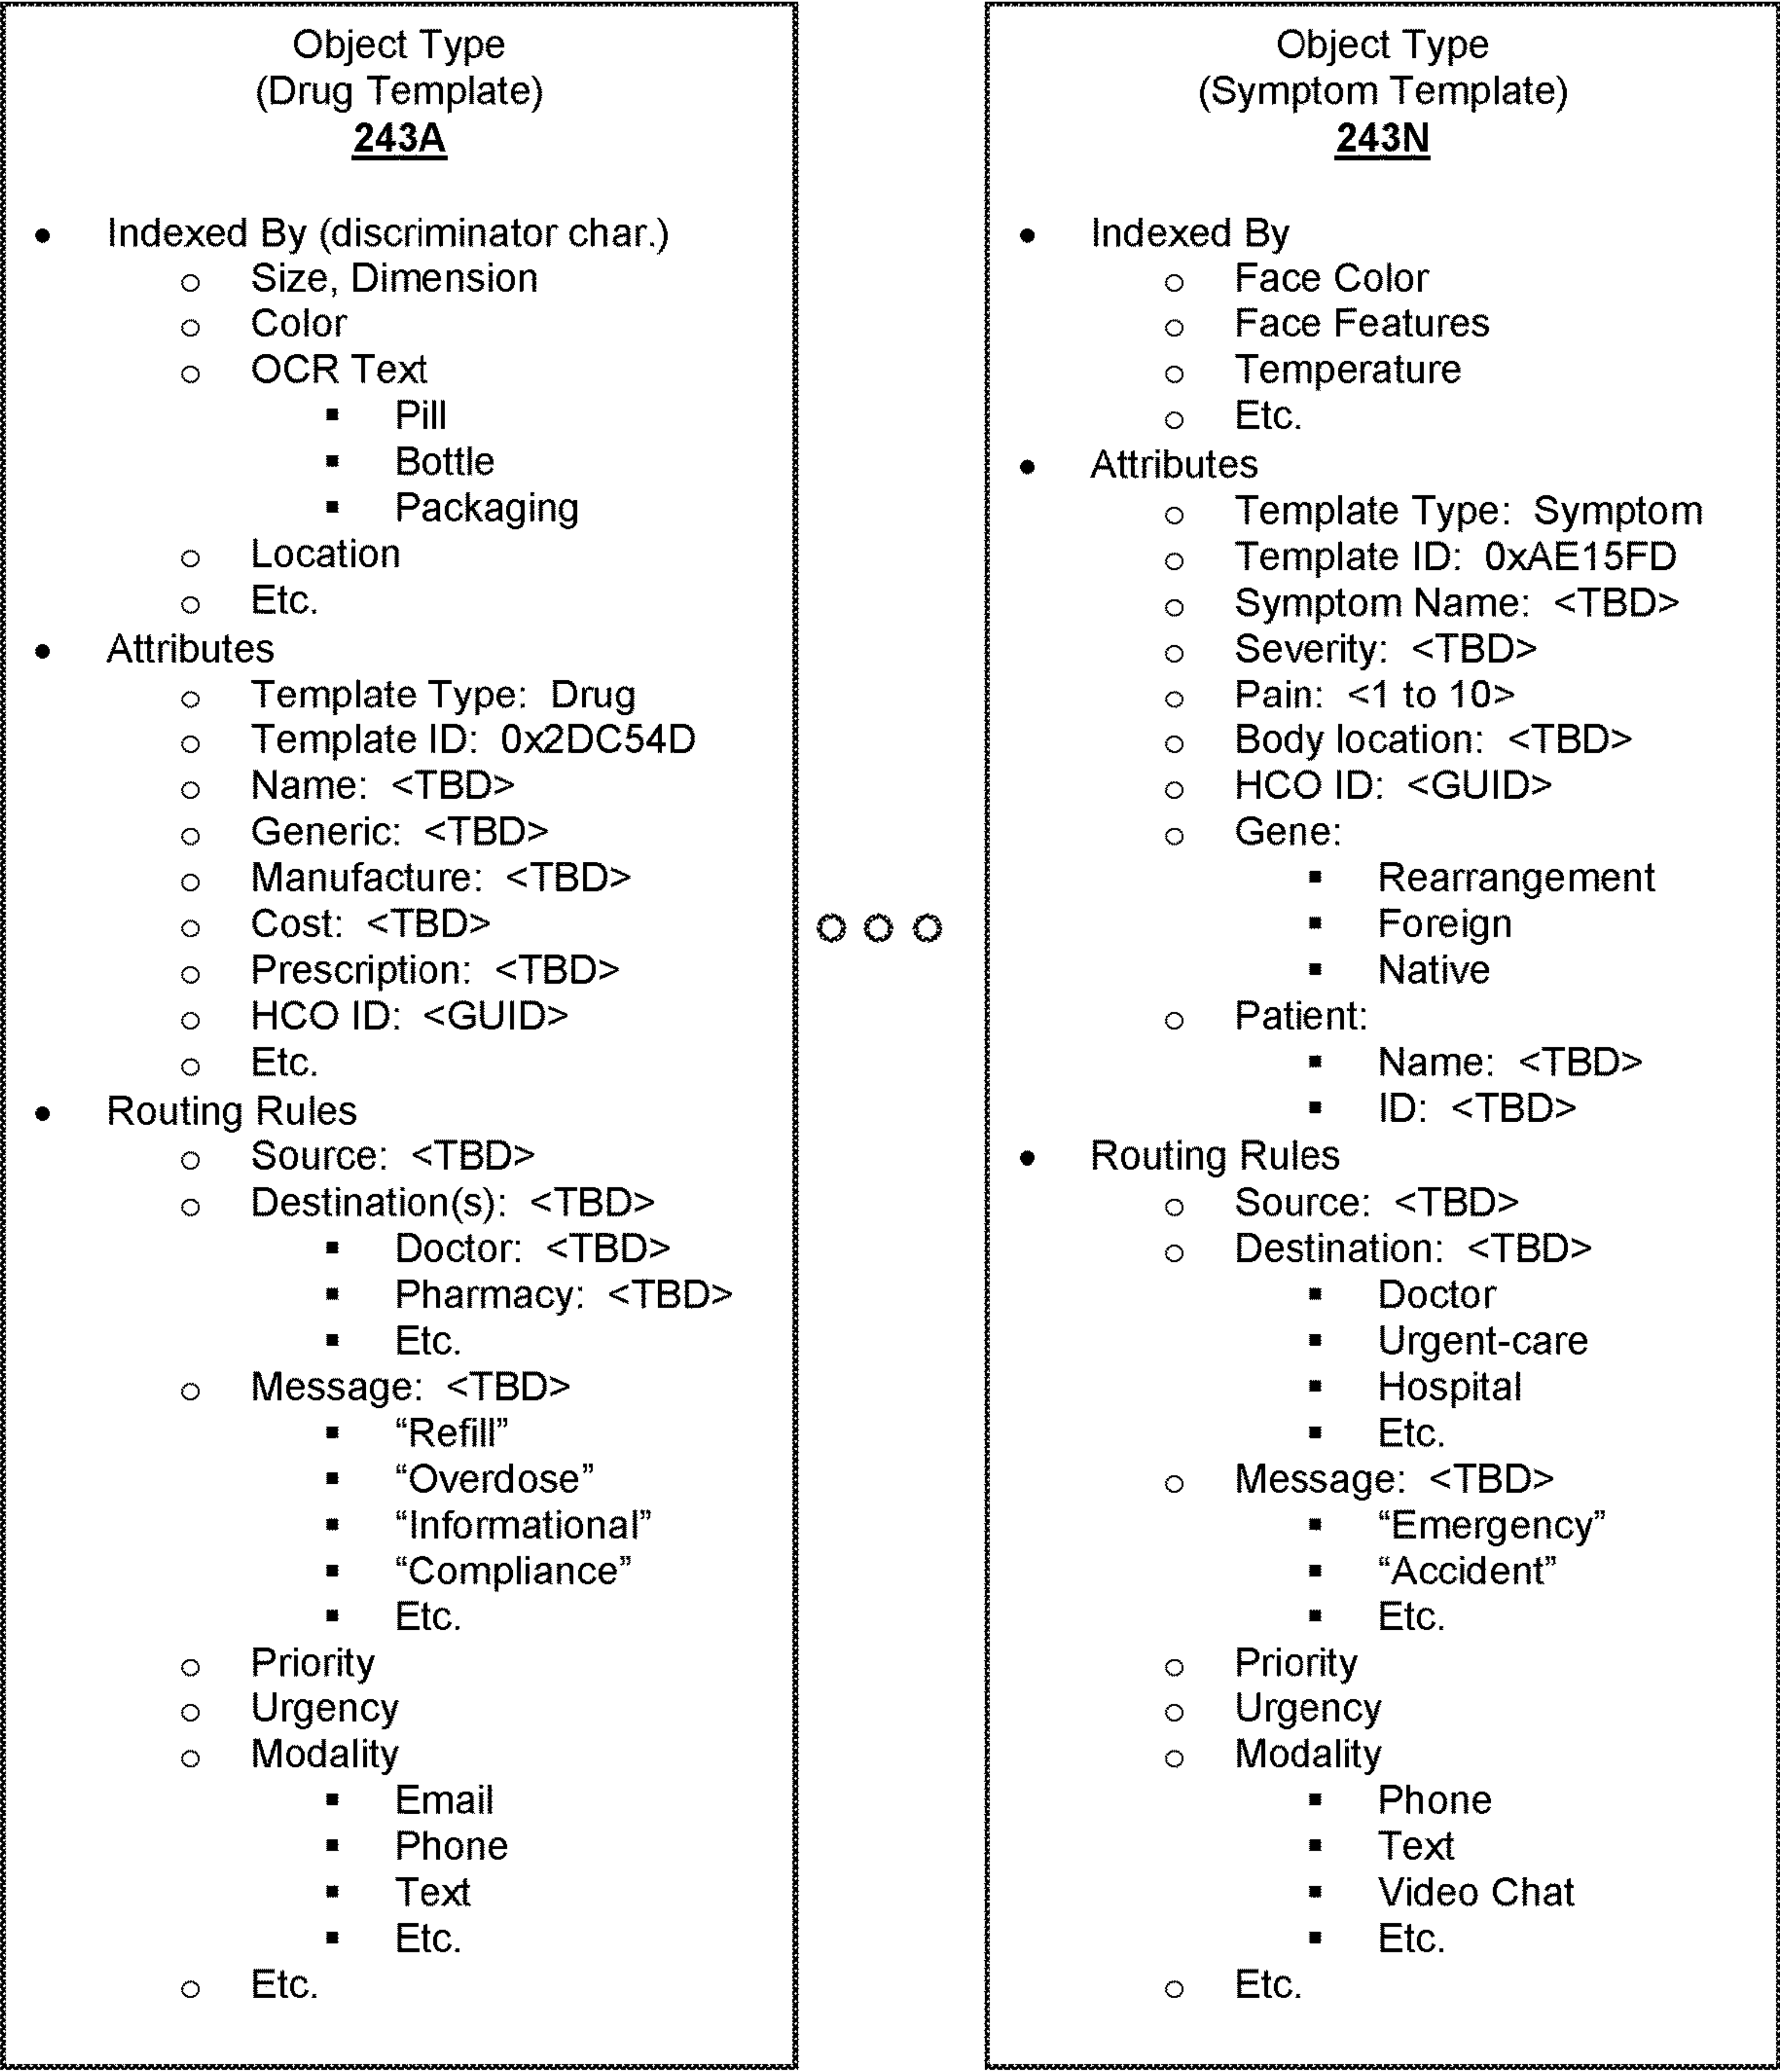 Object Type
(Drug Template)
243A
• Indexed By (discriminator char.)
○ Size, Dimension
○ Color
○ OCR Text
▪ Pill
▪ Bottle
▪ Packaging
○ Location
○ Etc.
• Attributes
○ Template Type: Drug
○ Template ID: 0x2DC54D
○ Name: <TBD>
○ Generic: <TBD>
○ Manufacture: <TBD>
○ Cost: <TBD>
○ Prescription: <TBD>
○ HCO ID: <GUID>
○ Etc.
• Routing Rules
○ Source: <TBD>
○ Destination(s): <TBD>
▪ Doctor: <TBD>
▪ Pharmacy: <TBD>
▪ Etc.
○ Message: <TBD>
▪ “Refill”
▪ “Overdose”
▪ “Informational”
▪ “Compliance”
▪ Etc.
○ Priority
○ Urgency
○ Modality
▪ Email
▪ Phone
▪ Text
▪ Etc.
○ Etc.
Object Type
(Symptom Template)
243N
• Indexed By
○ Face Color
○ Face Features
○ Temperature
○ Etc.
• Attributes
○ Template Type: Symptom
○ Template ID: 0xAE15FD
○ Symptom Name: <TBD>
○ Severity: <TBD>
○ Pain: <1 to 10>
○ Body location: <TBD>
○ HCO ID: <GUID>
○ Gene:
▪ Rearrangement
▪ Foreign
▪ Native
○ Patient:
▪ Name: <TBD>
▪ ID: <TBD>
• Routing Rules
○ Source: <TBD>
○ Destination: <TBD>
▪ Doctor
▪ Urgent-care
▪ Hospital
▪ Etc.
○ Message: <TBD>
▪ “Emergency”
▪ “Accident”
▪ Etc.
○ Priority
○ Urgency
○ Modality
▪ Phone
▪ Text
▪ Video Chat
▪ Etc.
○ Etc.